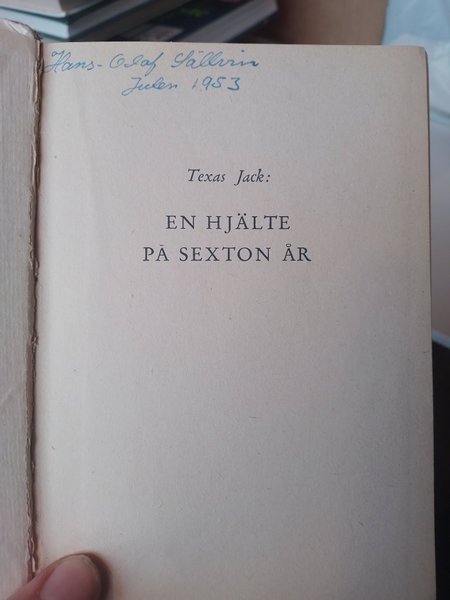 Hans-Olof Sällvin
Julen 1953
Texas Jack:
EN HJÄLTE
PÅ SEXTON ÅR